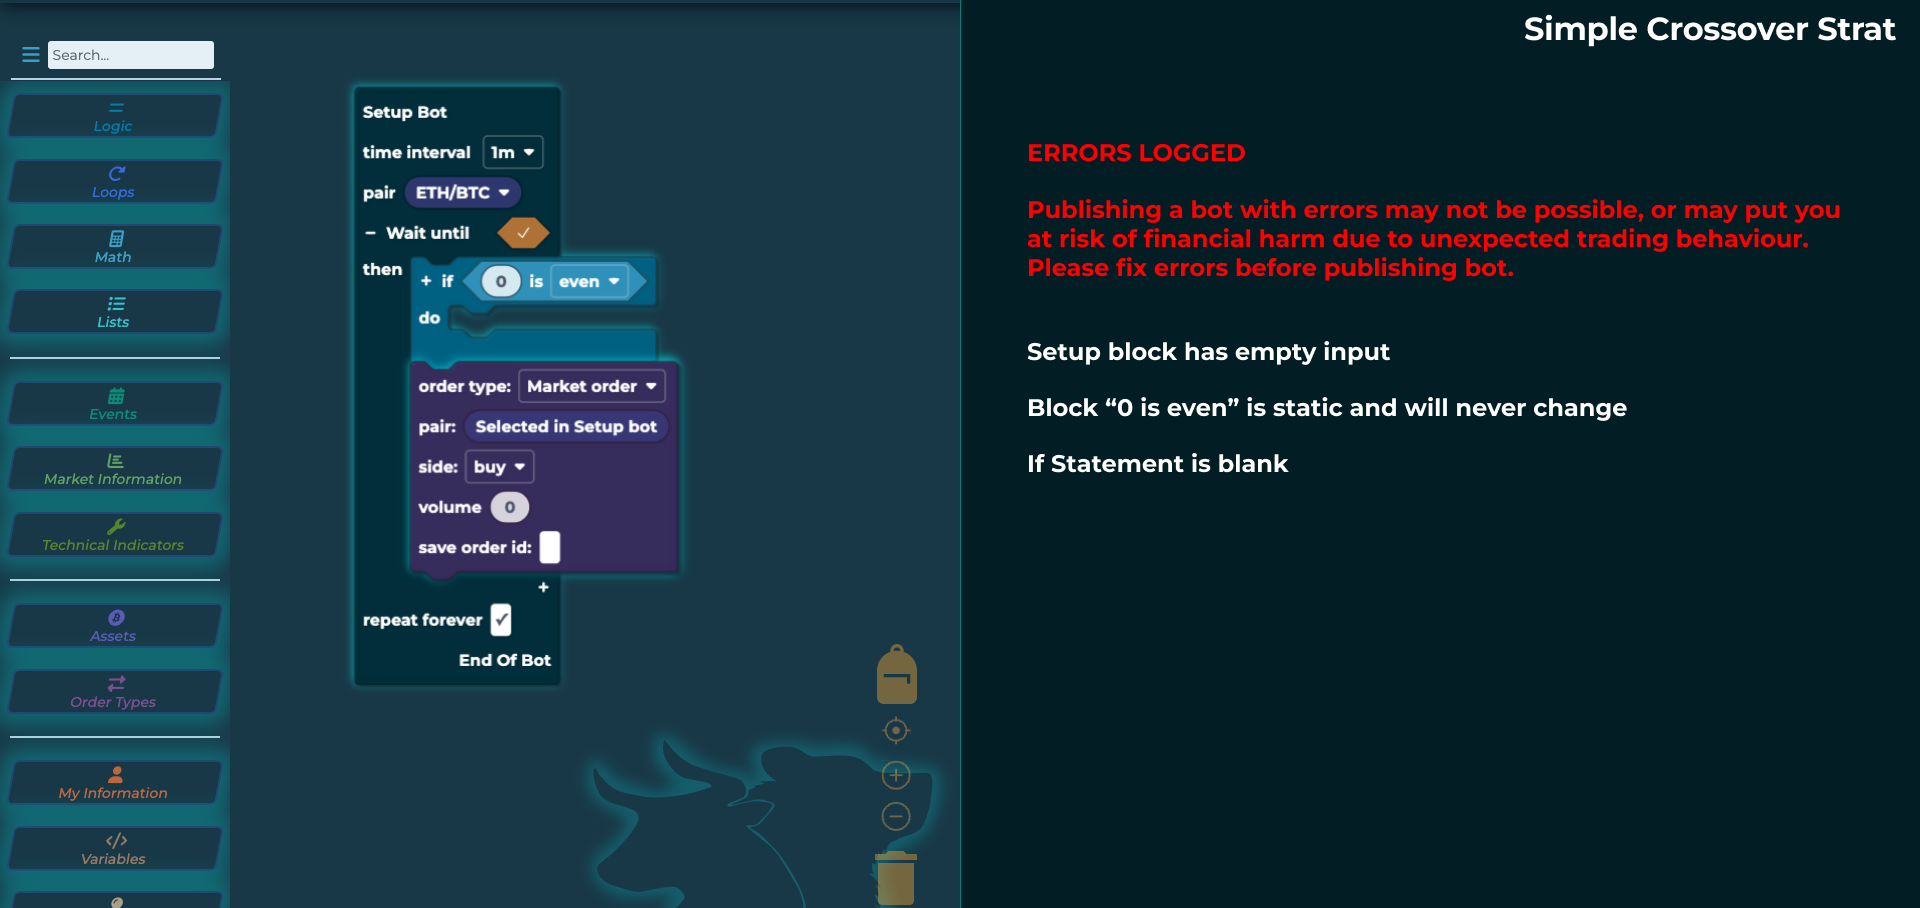 Search...
Logic
Loops
Math
Lists
Events
Market Information
Technical Indicators
Assets
Order Types
My Information
Variables
Setup Bot
time interval 1m
pair ETH/BTC
− Wait until ✓
then + if 0 is even
do
order type: Market order
pair: Selected in Setup bot
side: buy
volume 0
save order id:
+
repeat forever ✓
End Of Bot
Simple Crossover Strat
ERRORS LOGGED
Publishing a bot with errors may not be possible, or may put you
at risk of financial harm due to unexpected trading behaviour.
Please fix errors before publishing bot.
Setup block has empty input
Block “0 is even” is static and will never change
If Statement is blank